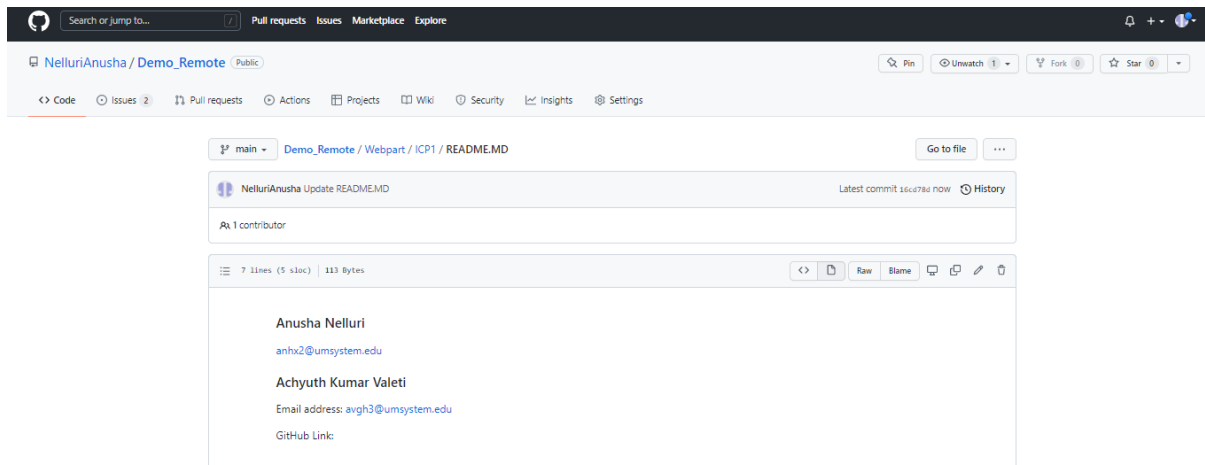 Search or jump to... / Pull requests Issues Marketplace Explore
NelluriAnusha / Demo_Remote Public Pin Unwatch 1 Fork 0 Star 0
Code Issues 2 Pull requests Actions Projects Wiki Security Insights Settings
main Demo_Remote / Webpart / ICP1 / README.MD Go to file ...
NelluriAnusha Update README.MD Latest commit 16cd78d now History
1 contributor
7 lines (5 sloc) | 113 Bytes <> Raw Blame
Anusha Nelluri
anhx2@umsystem.edu
Achyuth Kumar Valeti
Email address: avgh3@umsystem.edu
GitHub Link: